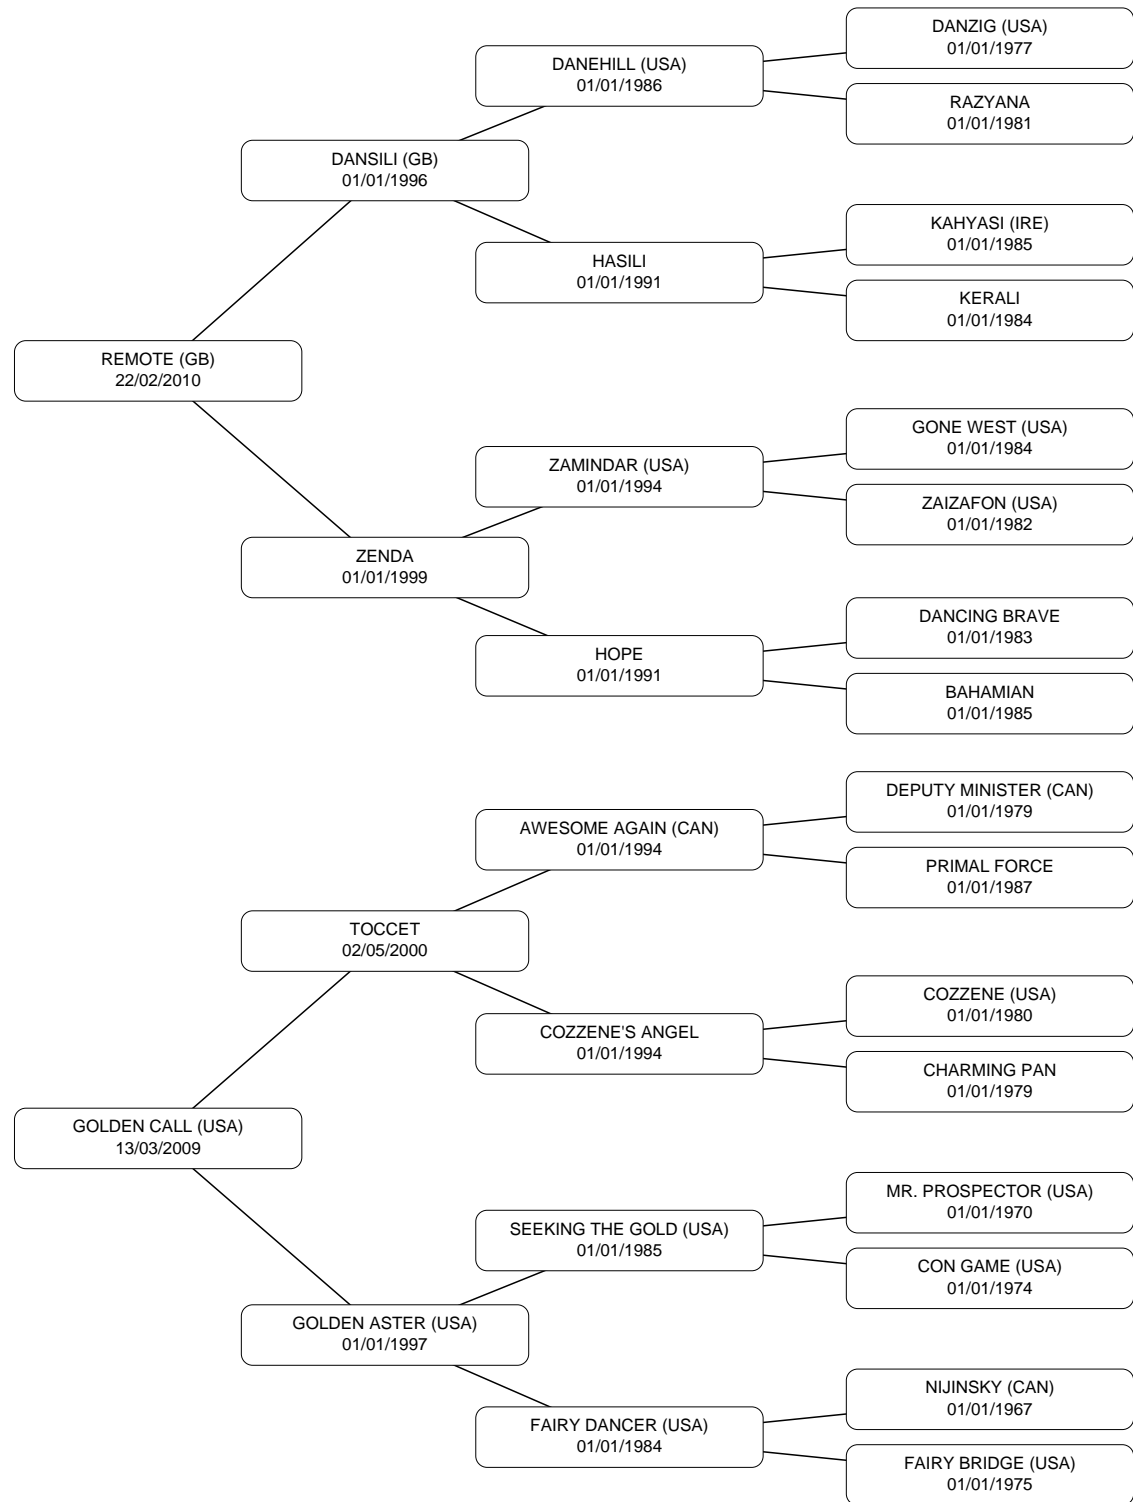 DANZIG (USA)
01/01/1977
DANEHILL (USA)
01/01/1986
RAZYANA
01/01/1981
DANSILI (GB)
01/01/1996
KAHYASI (IRE)
01/01/1985
HASILI
01/01/1991
KERALI
01/01/1984
REMOTE (GB)
22/02/2010
GONE WEST (USA)
01/01/1984
ZAMINDAR (USA)
01/01/1994
ZAIZAFON (USA)
01/01/1982
ZENDA
01/01/1999
DANCING BRAVE
01/01/1983
HOPE
01/01/1991
BAHAMIAN
01/01/1985
DEPUTY MINISTER (CAN)
01/01/1979
AWESOME AGAIN (CAN)
01/01/1994
PRIMAL FORCE
01/01/1987
TOCCET
02/05/2000
COZZENE (USA)
01/01/1980
COZZENE'S ANGEL
01/01/1994
CHARMING PAN
01/01/1979
GOLDEN CALL (USA)
13/03/2009
MR. PROSPECTOR (USA)
01/01/1970
SEEKING THE GOLD (USA)
01/01/1985
CON GAME (USA)
01/01/1974
GOLDEN ASTER (USA)
01/01/1997
NIJINSKY (CAN)
01/01/1967
FAIRY DANCER (USA)
01/01/1984
FAIRY BRIDGE (USA)
01/01/1975